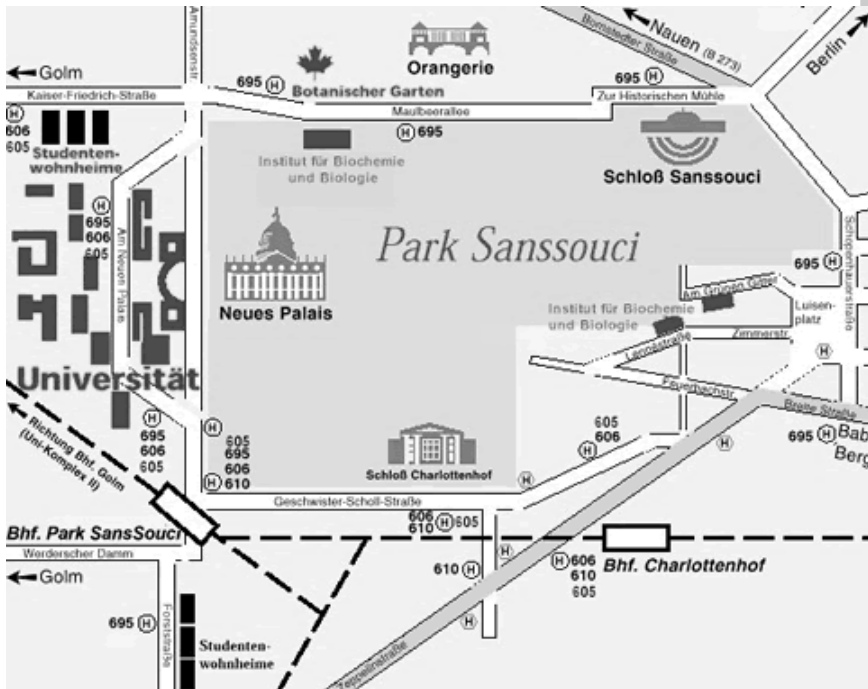 Amundsenstr
Bornstedter Straße
Nauen (B 273)
Berlin
Golm
Orangerie
695 H
Botanischer Garten
695 H
Kaiser-Friedrich-Straße
Maulbeerallee
Zur Historischen Mühle
H
606
605
Studenten-
wohnheime
H 695
Institut für Biochemie
und Biologie
Schloß Sanssouci
H
695
606
605
Am Neuen Palais
Park Sanssouci
Schopenhauerstraße
695 H
Neues Palais
Am Grünen Gitter
Institut für Biochemie
und Biologie
Luisen-
platz
Lennéstraße
Zimmerstr.
H
Universität
Feuerbachstr.
Breite Straße
Richtung Bhf. Golm
(Uni-Komplex II)
H
695
606
605
H
605
695
606
H 610
Schloß Charlottenhof
H
605
606
H
695 H
Bab
Berg
H
Geschwister-Scholl-Straße
606
610 H 605
Bhf. Park SansSouci
Werderscher Damm
H
610 H
H 606
610
605
Bhf. Charlottenhof
Golm
695 H
Forststraße
H
Studenten-
wohnheime
Zeppelinstraße